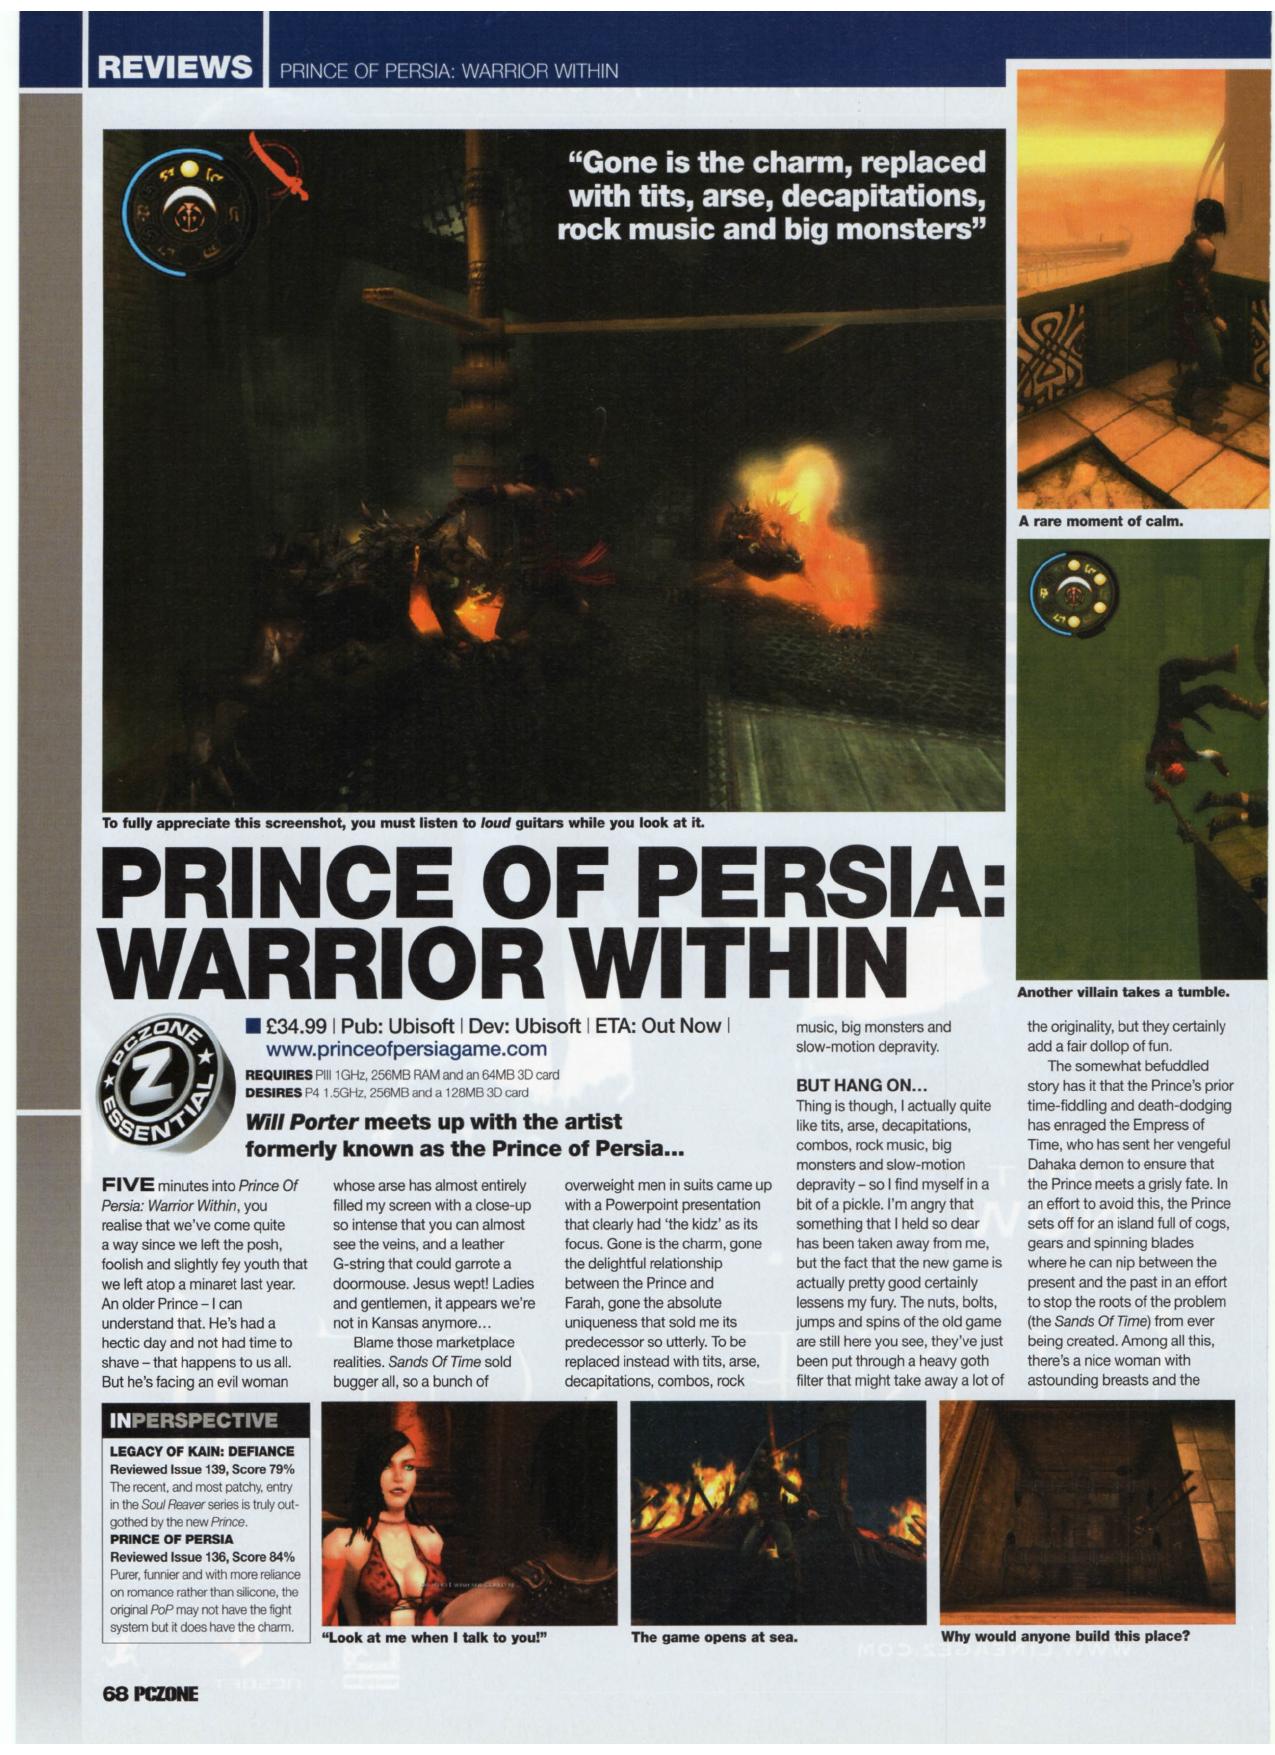 REVIEWS
PRINCE OF PERSIA: WARRIOR WITHIN
“Gone is the charm, replaced
with tits, arse, decapitations,
rock music and big monsters”
A rare moment of calm.
To fully appreciate this screenshot, you must listen to loud guitars while you look at it.
Another villain takes a tumble.
PRINCE OF PERSIA:
WARRIOR WITHIN
PCZONE
Z
ESSENTIAL
£34.99 | Pub: Ubisoft | Dev: Ubisoft | ETA: Out Now |
www.princeofpersiagame.com
REQUIRES PIII 1GHz, 256MB RAM and an 64MB 3D card
DESIRES P4 1.5GHz, 256MB and a 128MB 3D card
Will Porter meets up with the artist
formerly known as the Prince of Persia...
FIVE minutes into Prince Of
Persia: Warrior Within, you
realise that we’ve come quite
a way since we left the posh,
foolish and slightly fey youth that
we left atop a minaret last year.
An older Prince – I can
understand that. He’s had a
hectic day and not had time to
shave – that happens to us all.
But he’s facing an evil woman
whose arse has almost entirely
filled my screen with a close-up
so intense that you can almost
see the veins, and a leather
G-string that could garrote a
doormouse. Jesus wept! Ladies
and gentlemen, it appears we’re
not in Kansas anymore...
Blame those marketplace
realities. Sands Of Time sold
bugger all, so a bunch of
overweight men in suits came up
with a Powerpoint presentation
that clearly had ‘the kidz’ as its
focus. Gone is the charm, gone
the delightful relationship
between the Prince and
Farah, gone the absolute
uniqueness that sold me its
predecessor so utterly. To be
replaced instead with tits, arse,
decapitations, combos, rock
music, big monsters and
slow-motion depravity.
BUT HANG ON...
Thing is though, I actually quite
like tits, arse, decapitations,
combos, rock music, big
monsters and slow-motion
depravity – so I find myself in a
bit of a pickle. I’m angry that
something that I held so dear
has been taken away from me,
but the fact that the new game is
actually pretty good certainly
lessens my fury. The nuts, bolts,
jumps and spins of the old game
are still here you see, they’ve just
been put through a heavy goth
filter that might take away a lot of
the originality, but they certainly
add a fair dollop of fun.
The somewhat befuddled
story has it that the Prince’s prior
time-fiddling and death-dodging
has enraged the Empress of
Time, who has sent her vengeful
Dahaka demon to ensure that
the Prince meets a grisly fate. In
an effort to avoid this, the Prince
sets off for an island full of cogs,
gears and spinning blades
where he can nip between the
present and the past in an effort
to stop the roots of the problem
(the Sands Of Time) from ever
being created. Among all this,
there’s a nice woman with
astounding breasts and the
INPERSPECTIVE
LEGACY OF KAIN: DEFIANCE
Reviewed Issue 139, Score 79%
The recent, and most patchy, entry
in the Soul Reaver series is truly out-
gothed by the new Prince.
PRINCE OF PERSIA
Reviewed Issue 136, Score 84%
Purer, funnier and with more reliance
on romance rather than silicone, the
original PoP may not have the fight
system but it does have the charm.
“Look at me when I talk to you!”
The game opens at sea.
Why would anyone build this place?
68 PCZONE